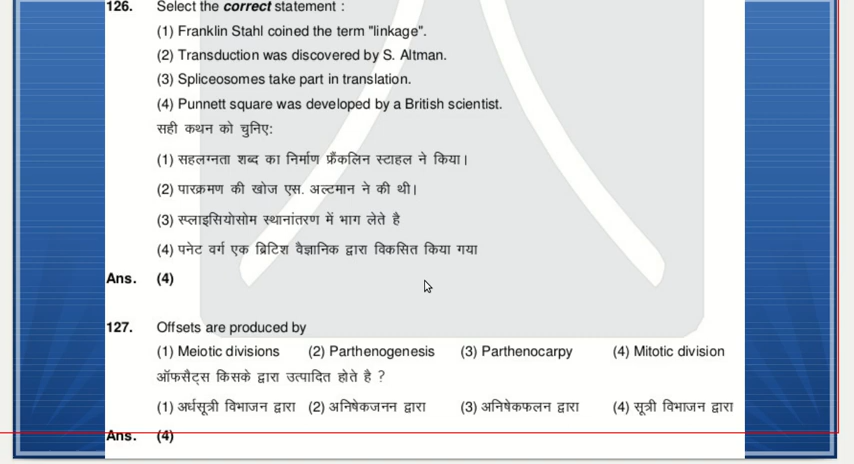 126. Select the correct statement :
(1) Franklin Stahl coined the term "linkage".
(2) Transduction was discovered by S. Altman.
(3) Spliceosomes take part in translation.
(4) Punnett square was developed by a British scientist.
सही कथन को चुनिए:
(1) सहलग्नता शब्द का निर्माण फ्रैंकलिन स्टाहल ने किया।
(2) पारक्रमण की खोज एस. अल्टमान ने की थी।
(3) स्प्लाइसियोसोम स्थानांतरण में भाग लेते है
(4) पनेट वर्ग एक ब्रिटिश वैज्ञानिक द्वारा विकसित किया गया
Ans. (4)
127. Offsets are produced by
(1) Meiotic divisions (2) Parthenogenesis (3) Parthenocarpy (4) Mitotic division
ऑफसैट्स किसके द्वारा उत्पादित होते है ?
(1) अर्धसूत्री विभाजन द्वारा (2) अनिषेकजनन द्वारा (3) अनिषेकफलन द्वारा (4) सूत्री विभाजन द्वारा
Ans. (4)